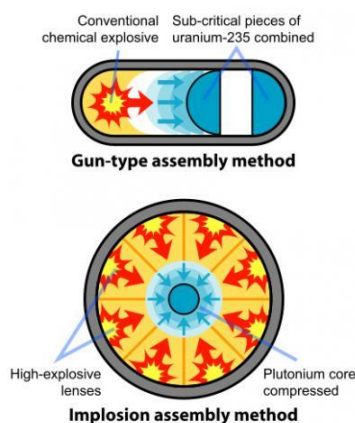 Conventional
chemical explosive
Sub-critical pieces of
uranium-235 combined
Gun-type assembly method
High-explosive
lenses
Plutonium core
compressed
Implosion assembly method